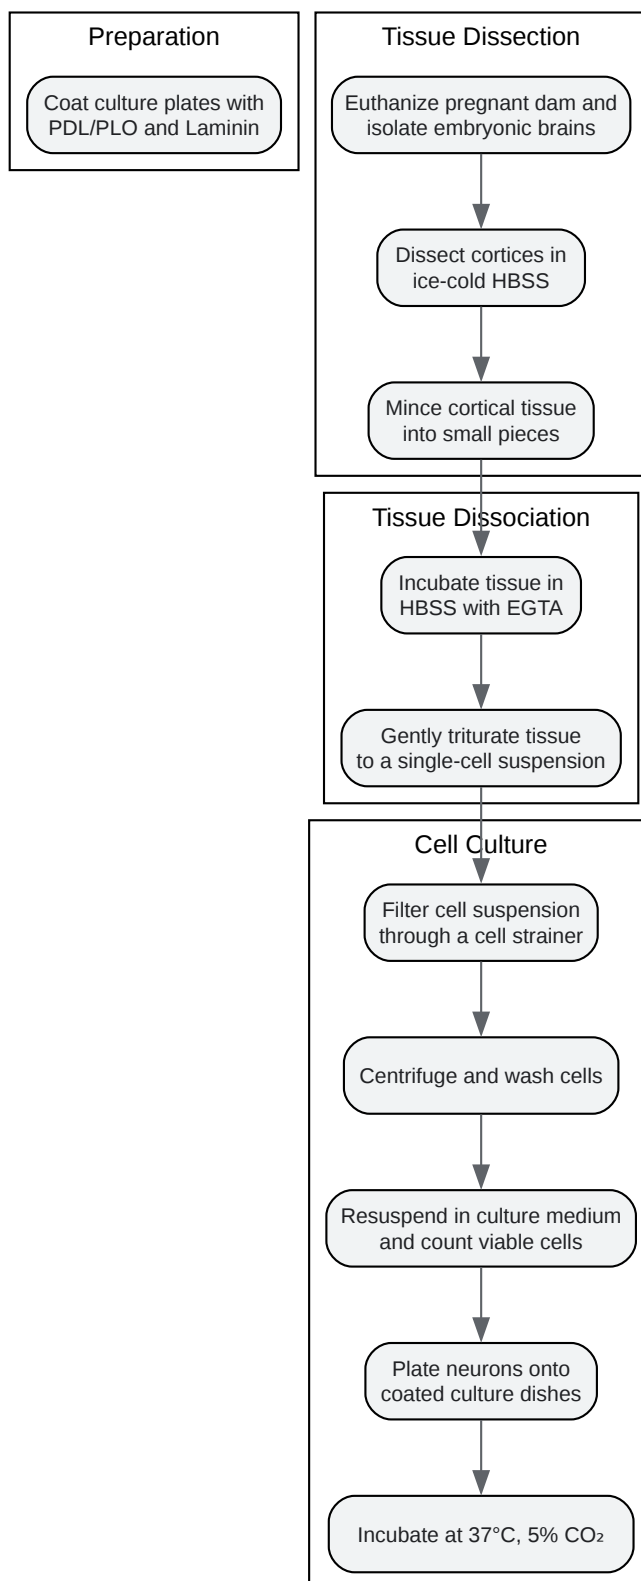 Preparation
Coat culture plates with
PDL/PLO and Laminin
Tissue Dissection
Euthanize pregnant dam and
isolate embryonic brains
Dissect cortices in
ice-cold HBSS
Mince cortical tissue
into small pieces
Tissue Dissociation
Incubate tissue in
HBSS with EGTA
Gently triturate tissue
to a single-cell suspension
Cell Culture
Filter cell suspension
through a cell strainer
Centrifuge and wash cells
Resuspend in culture medium
and count viable cells
Plate neurons onto
coated culture dishes
Incubate at 37°C, 5% CO₂